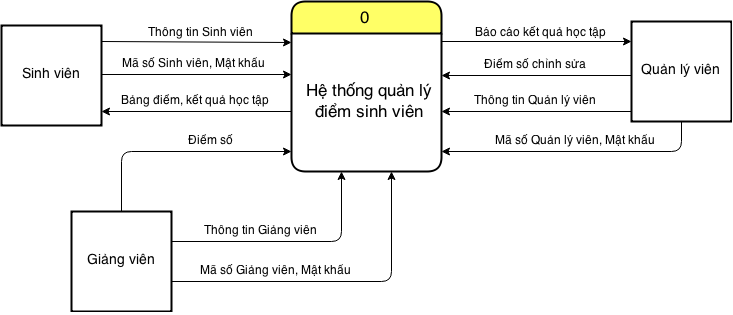 0
Hệ thống quản lý
điểm sinh viên
Sinh viên
Thông tin Sinh viên
Mã số Sinh viên, Mật khẩu
Bảng điểm, kết quả học tập
Quản lý viên
Báo cáo kết quả học tập
Điểm số chỉnh sửa
Thông tin Quản lý viên
Mã số Quản lý viên, Mật khẩu
Điểm số
Giảng viên
Thông tin Giảng viên
Mã số Giảng viên, Mật khẩu